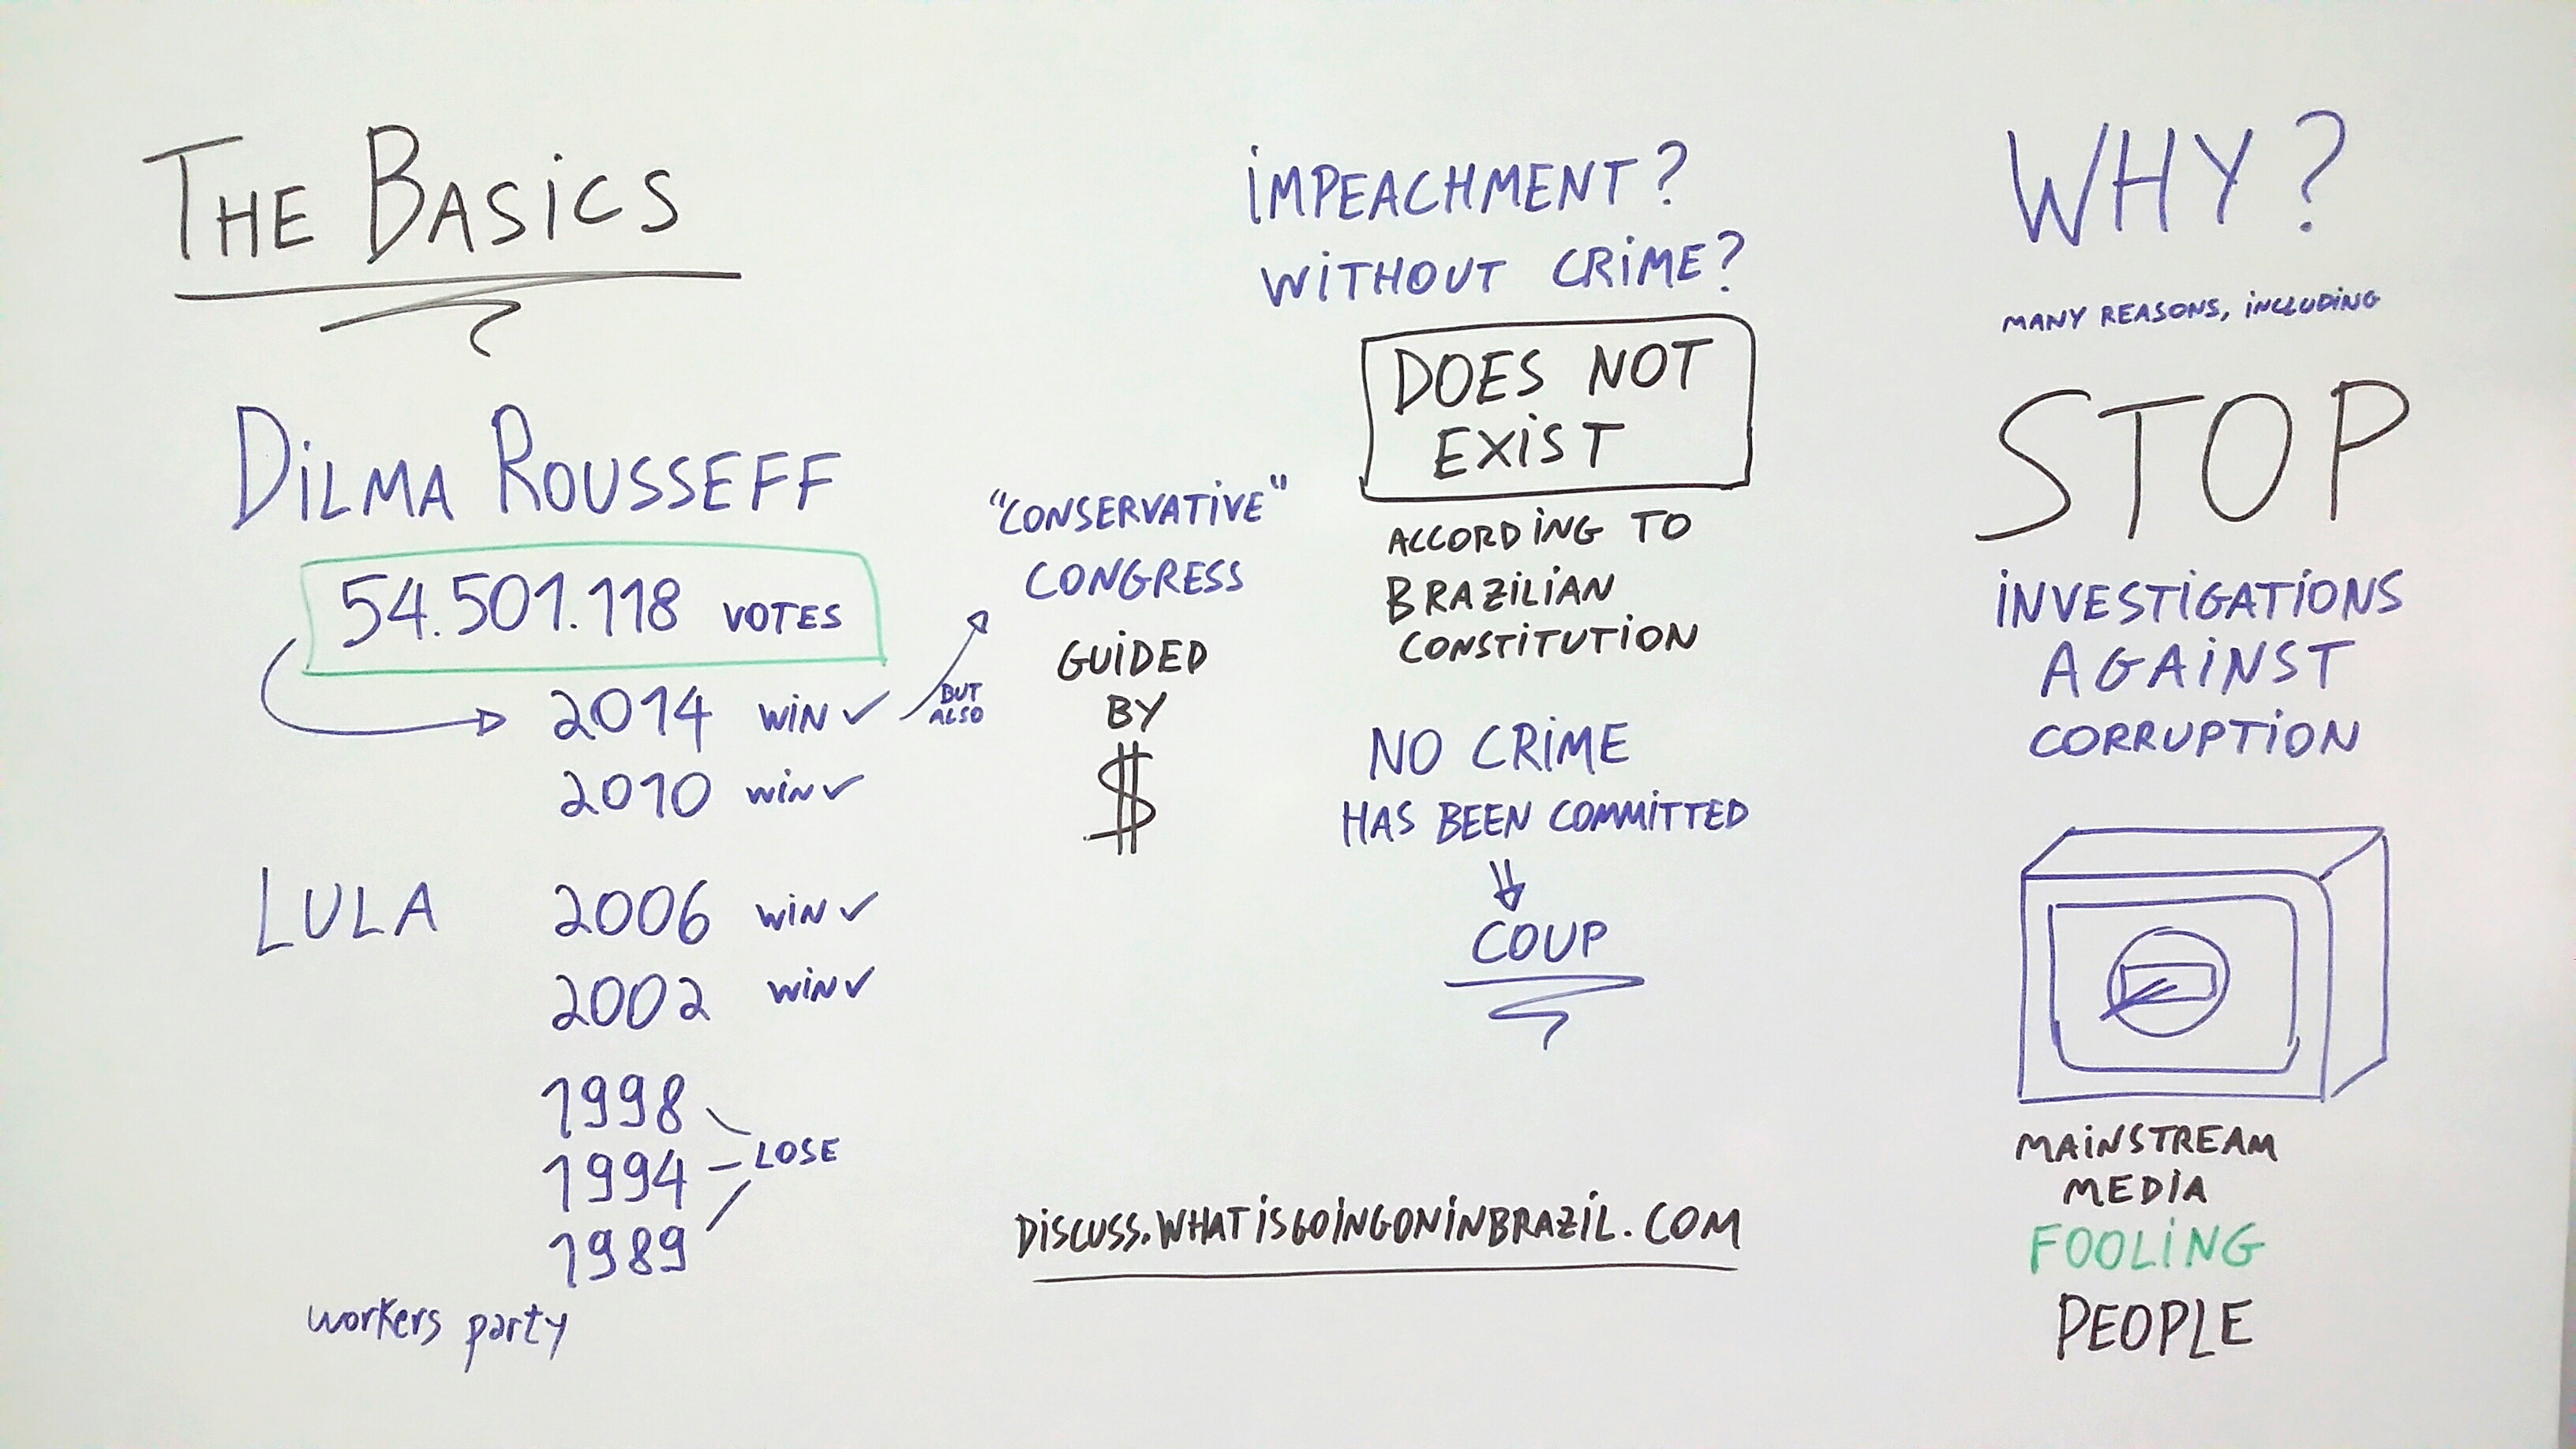 THE BASICS
DILMA ROUSSEFF
54.501.118 VOTES
2014 WIN ✓
2010 WIN ✓
LULA 2006 WIN ✓
2002 WIN ✓
1998
1994 LOSE
1989
workers party
BUT
ALSO
"CONSERVATIVE"
CONGRESS
GUIDED
BY
$
IMPEACHMENT?
WITHOUT CRIME?
DOES NOT
EXIST
ACCORDING TO
BRAZILIAN
CONSTITUTION
NO CRIME
HAS BEEN COMMITTED
COUP
DISCUSS.WHATISGOINGONINBRAZIL.COM
WHY?
MANY REASONS, INCLUDING
STOP
INVESTIGATIONS
AGAINST
CORRUPTION
MAINSTREAM
MEDIA
FOOLING
PEOPLE